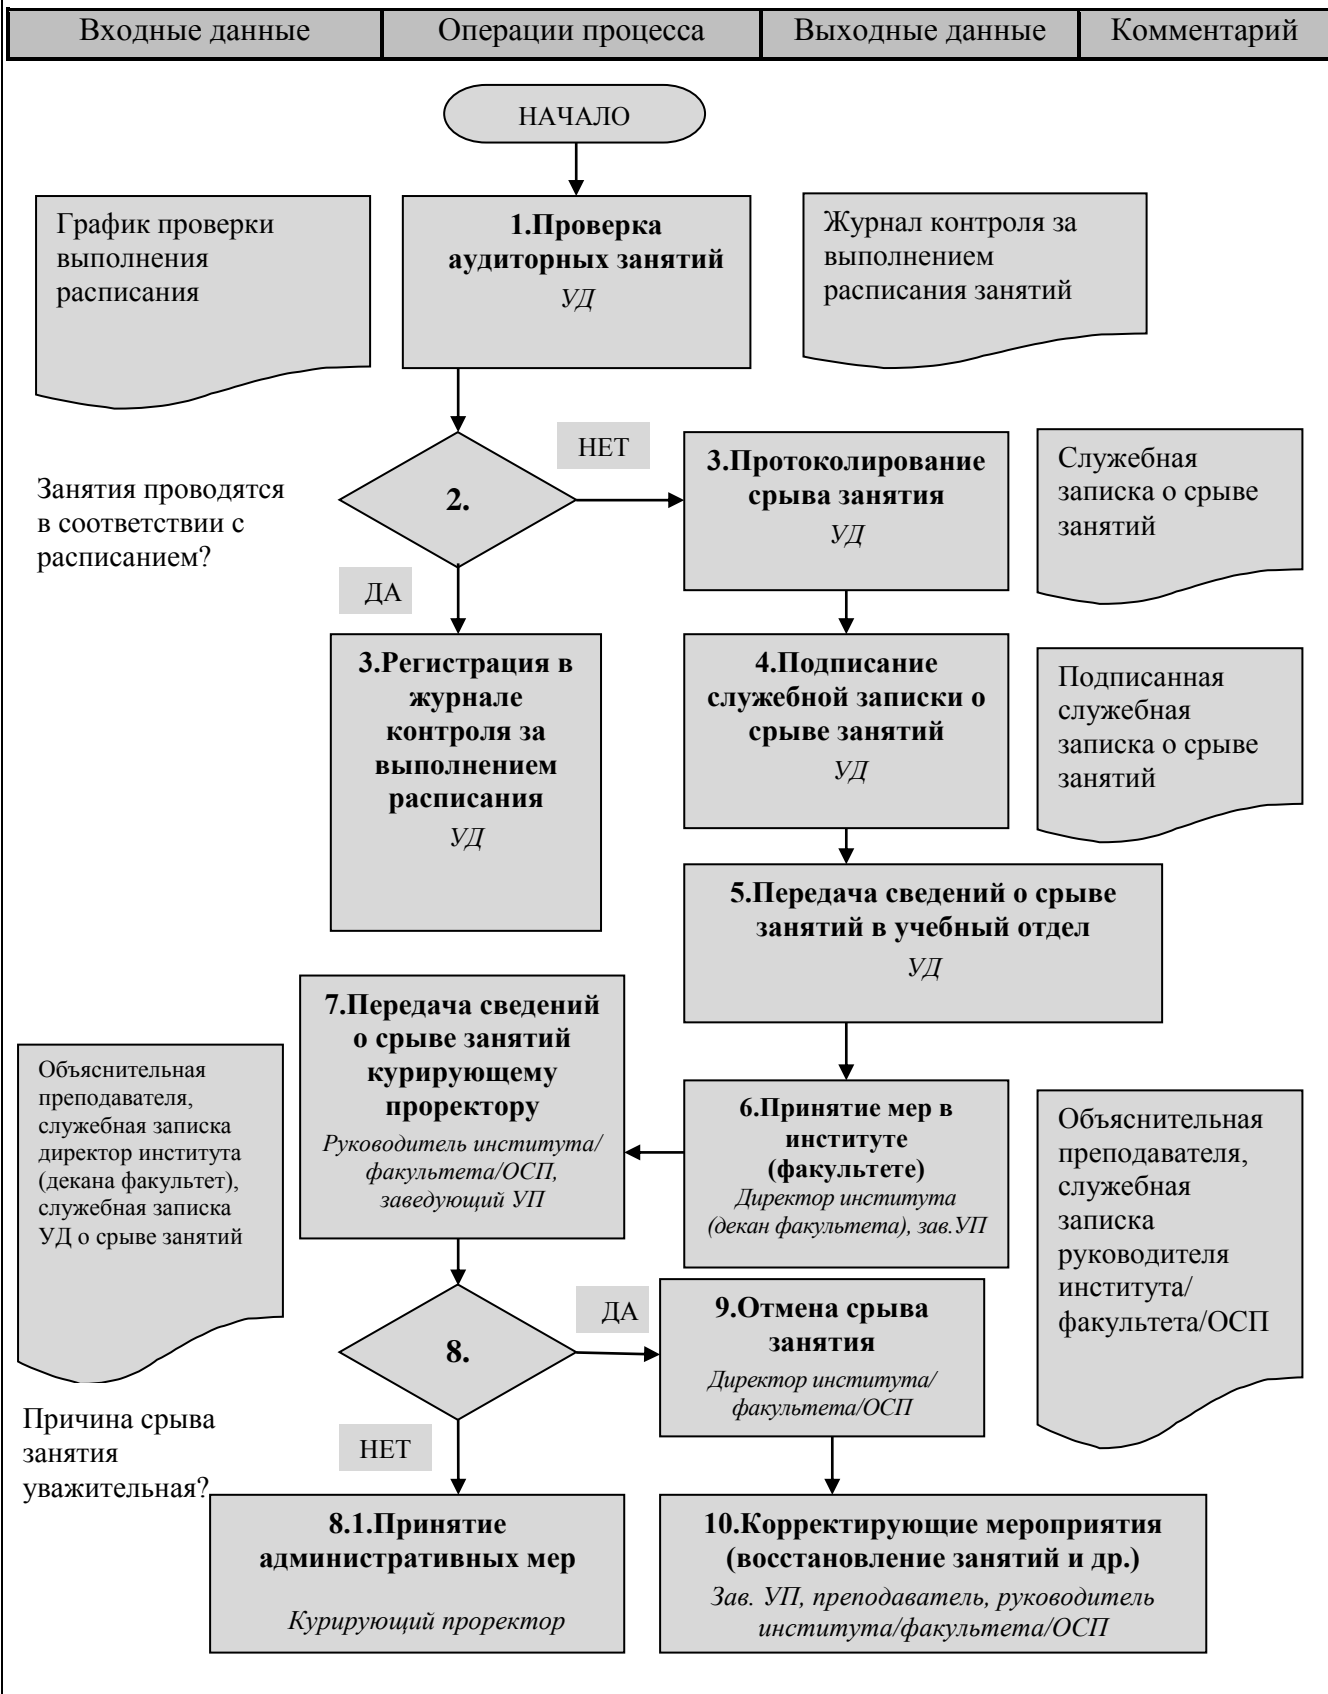 Входные данные
Операции процесса
Выходные данные
Комментарий
НАЧАЛО
График проверки
выполнения
расписания
1.Проверка
аудиторных занятий
УД
Журнал контроля за
выполнением
расписания занятий
Занятия проводятся
в соответствии с
расписанием?
2.
НЕТ
3.Протоколирование
срыва занятия
УД
Служебная
записка о срыве
занятий
ДА
3.Регистрация в
журнале
контроля за
выполнением
расписания
УД
4.Подписание
служебной записки о
срыве занятий
УД
Подписанная
служебная
записка о срыве
занятий
5.Передача сведений о срыве
занятий в учебный отдел
УД
7.Передача сведений
о срыве занятий
курирующему
проректору
Руководитель института/
факультета/ОСП,
заведующий УП
Объяснительная
преподавателя,
служебная записка
директор института
(декана факультет),
служебная записка
УД о срыве занятий
6.Принятие мер в
институте
(факультете)
Директор института
(декан факультета), зав.УП
Объяснительная
преподавателя,
служебная
записка
руководителя
института/
факультета/ОСП
8.
ДА
9.Отмена срыва
занятия
Директор института/
факультета/ОСП
Причина срыва
занятия
уважительная?
НЕТ
8.1.Принятие
административных мер
Курирующий проректор
10.Корректирующие мероприятия
(восстановление занятий и др.)
Зав. УП, преподаватель, руководитель
института/факультета/ОСП